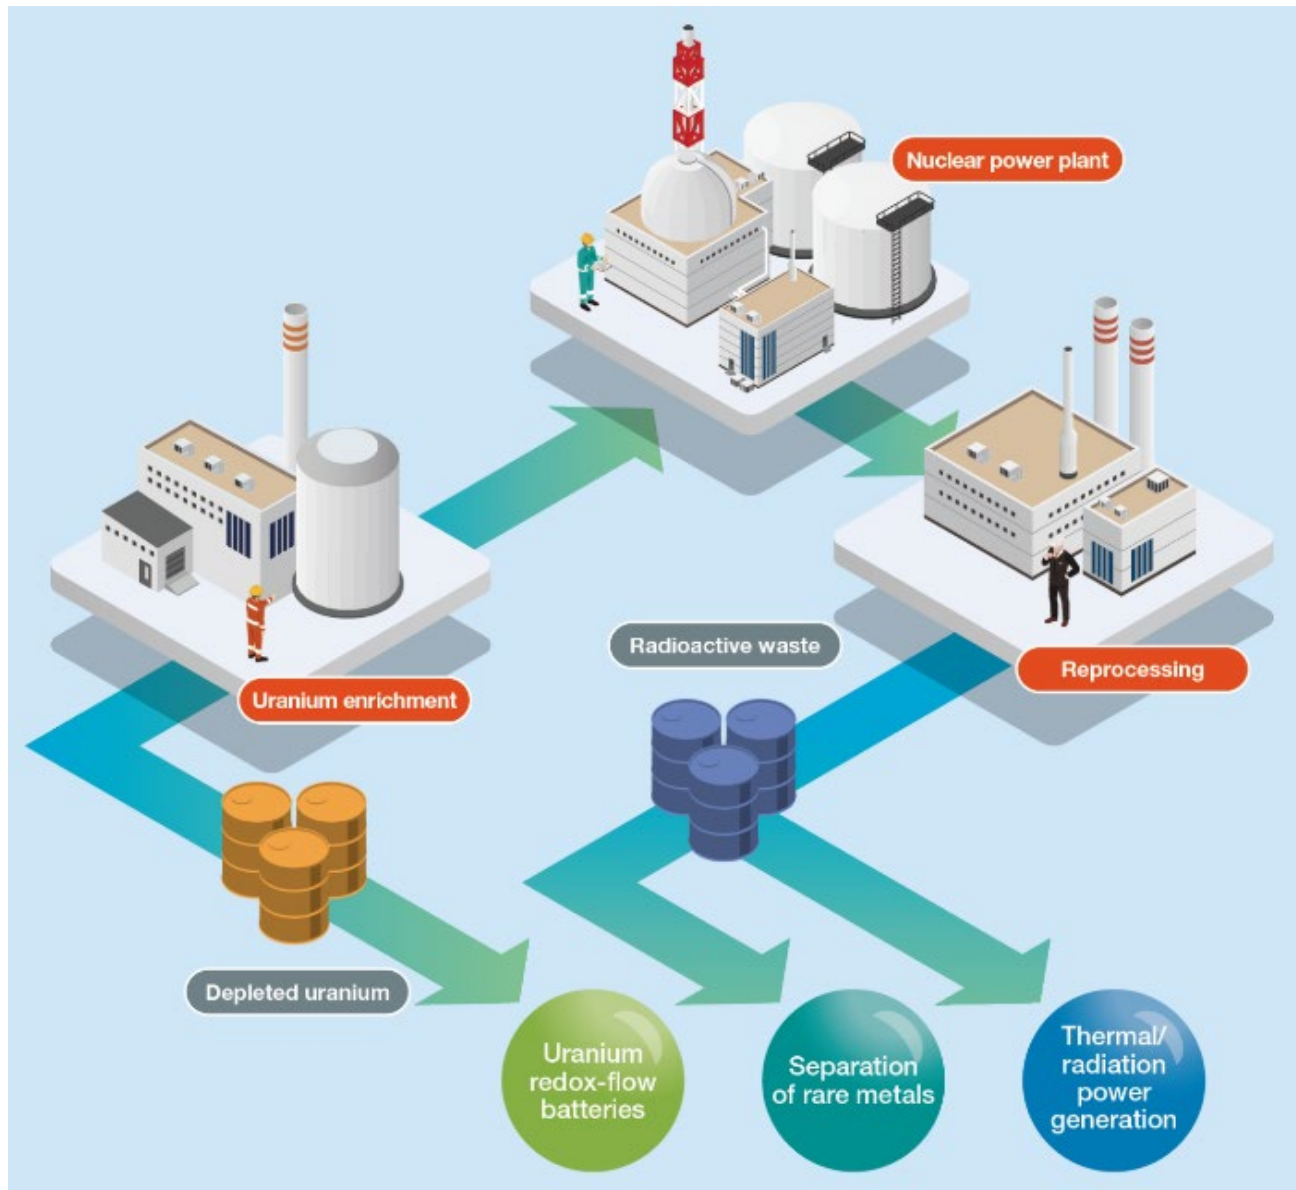 Nuclear power plant
Radioactive waste
Reprocessing
Uranium enrichment
Depleted uranium
Uranium
redox-flow
batteries
Separation
of rare metals
Thermal/
radiation
power
generation